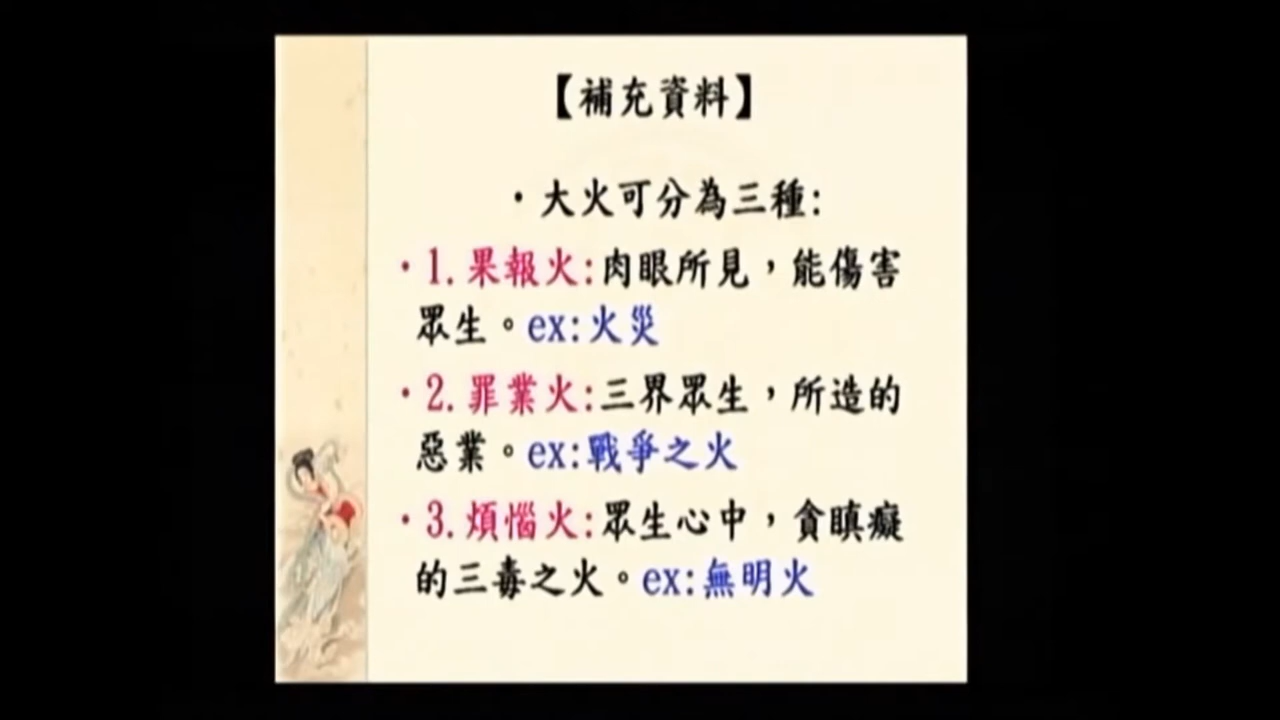 【補充資料】
・大火可分為三種:
・1.果報火:肉眼所見，能傷害
眾生。ex:火災
・2.罪業火:三界眾生，所造的
惡業。ex:戰爭之火
・3.煩惱火:眾生心中，貪瞋癡
的三毒之火。ex:無明火